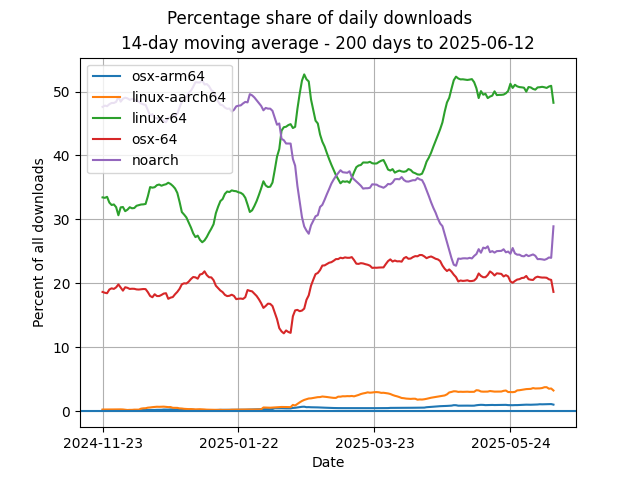 Percentage share of daily downloads
14-day moving average - 200 days to 2025-06-12
osx-arm64
linux-aarch64
linux-64
osx-64
noarch
Percent of all downloads
50
40
30
20
10
0
2024-11-23
2025-01-22
2025-03-23
2025-05-24
Date